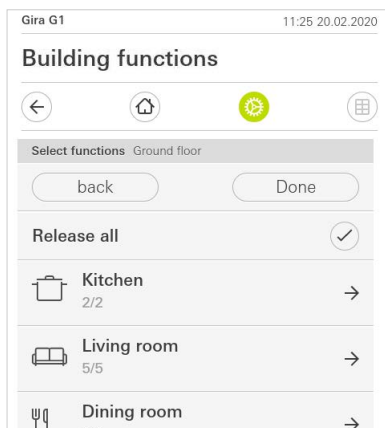 Gira G1 11:25 20.02.2020
Building functions
Select functions Ground floor
back Done
Release all
Kitchen
2/2
Living room
5/5
Dining room